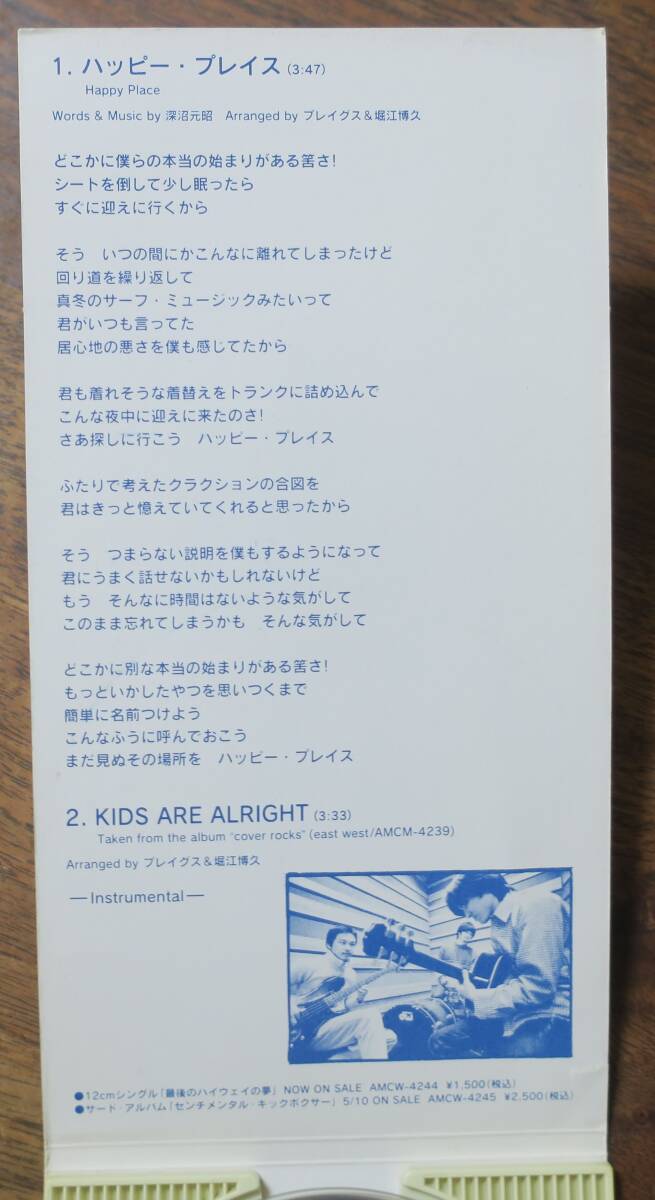 1. ハッピー・プレイス (3:47)
Happy Place
Words & Music by 深沼元昭　Arranged by プレイグス＆堀江博久
どこかに僕らの本当の始まりがある筈さ!
シートを倒して少し眠ったら
すぐに迎えに行くから
そう　いつの間にかこんなに離れてしまったけど
回り道を繰り返して
真冬のサーフ・ミュージックみたいって
君がいつも言ってた
居心地の悪さを僕も感じてたから
君も着れそうな着替えをトランクに詰め込んで
こんな夜中に迎えに来たのさ!
さあ探しに行こう　ハッピー・プレイス
ふたりで考えたクラクションの合図を
君はきっと憶えていてくれると思ったから
そう　つまらない説明を僕もするようになって
君にうまく話せないかもしれないけど
もう　そんなに時間はないような気がして
このまま忘れてしまうかも　そんな気がして
どこかに別な本当の始まりがある筈さ!
もっといかしたやつを思いつくまで
簡単に名前つけよう
こんなふうに呼んでおこう
まだ見ぬその場所を　ハッピー・プレイス
2. KIDS ARE ALRIGHT (3:33)
Taken from the album "cover rocks" (east west/AMCM-4239)
Arranged by プレイグス＆堀江博久
—Instrumental—
●12cmシングル「最後のハイウェイの夢」 NOW ON SALE AMCW-4244 ¥1,500(税込)
●サード・アルバム「センチメンタル・キックボクサー」 5/10 ON SALE AMCW-4245 ¥2,500(税込)